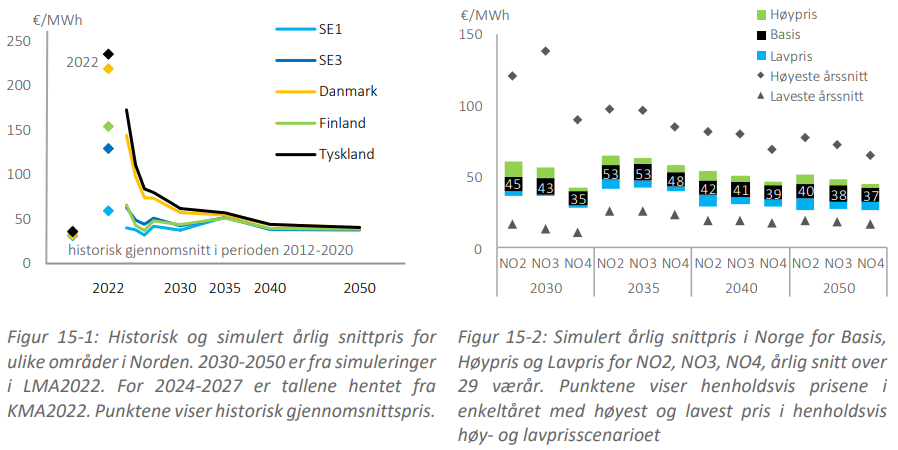 €/MWh
250
200
150
100
50
0
2022
SE1
SE3
Danmark
Finland
Tyskland
historisk gjennomsnitt i perioden 2012-2020
2022
2030
2035
2040
2050
Figur 15-1: Historisk og simulert årlig snittpris for
ulike områder i Norden. 2030-2050 er fra simuleringer
i LMA2022. For 2024-2027 er tallene hentet fra
KMA2022. Punktene viser historisk gjennomsnittspris.
€/MWh
150
100
50
0
Høypris
Basis
Lavpris
Høyeste årssnitt
Laveste årssnitt
45 43 35 53 53 48 42 41 39 40 38 37
NO2 NO3 NO4 NO2 NO3 NO4 NO2 NO3 NO4 NO2 NO3 NO4
2030 2035 2040 2050
Figur 15-2: Simulert årlig snittpris i Norge for Basis,
Høypris og Lavpris for NO2, NO3, NO4, årlig snitt over
29 værår. Punktene viser henholdsvis prisene i
enkeltåret med høyest og lavest pris i henholdsvis
høy- og lavprisscenarioet